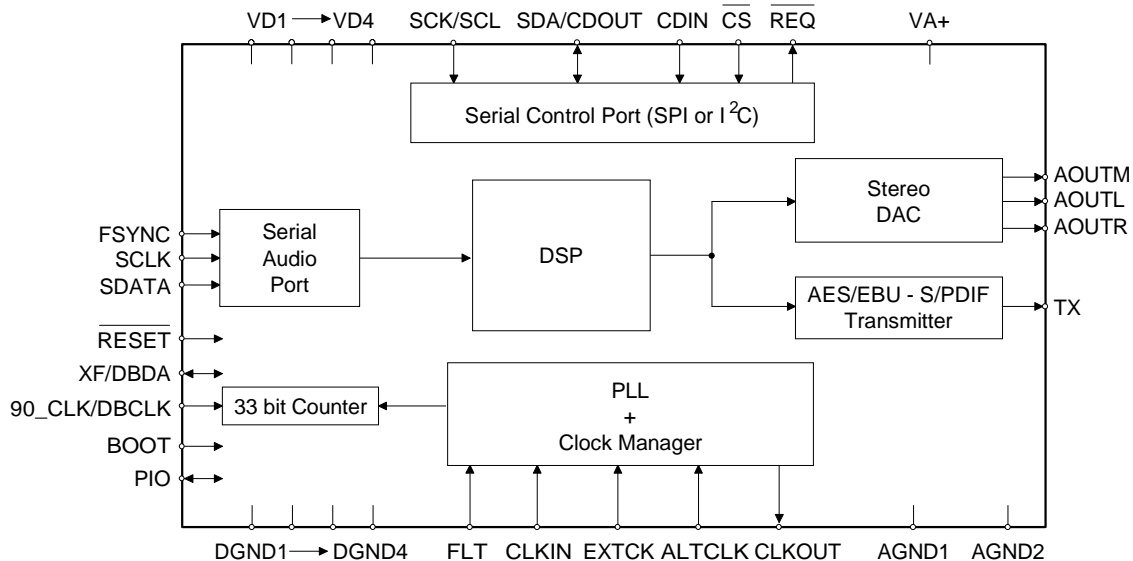 VD1 VD4 SCK/SCL SDA/CDOUT CDIN CS REQ VA+
Serial Control Port (SPI or I2C)
FSYNC
SCLK
SDATA
Serial
Audio
Port
DSP
Stereo
DAC
AOUTM
AOUTL
AOUTR
AES/EBU - S/PDIF
Transmitter
TX
RESET
XF/DBDA
90_CLK/DBCLK
BOOT
PIO
33 bit Counter
PLL
+
Clock Manager
DGND1 DGND4 FLT CLKIN EXTCK ALTCLK CLKOUT AGND1 AGND2